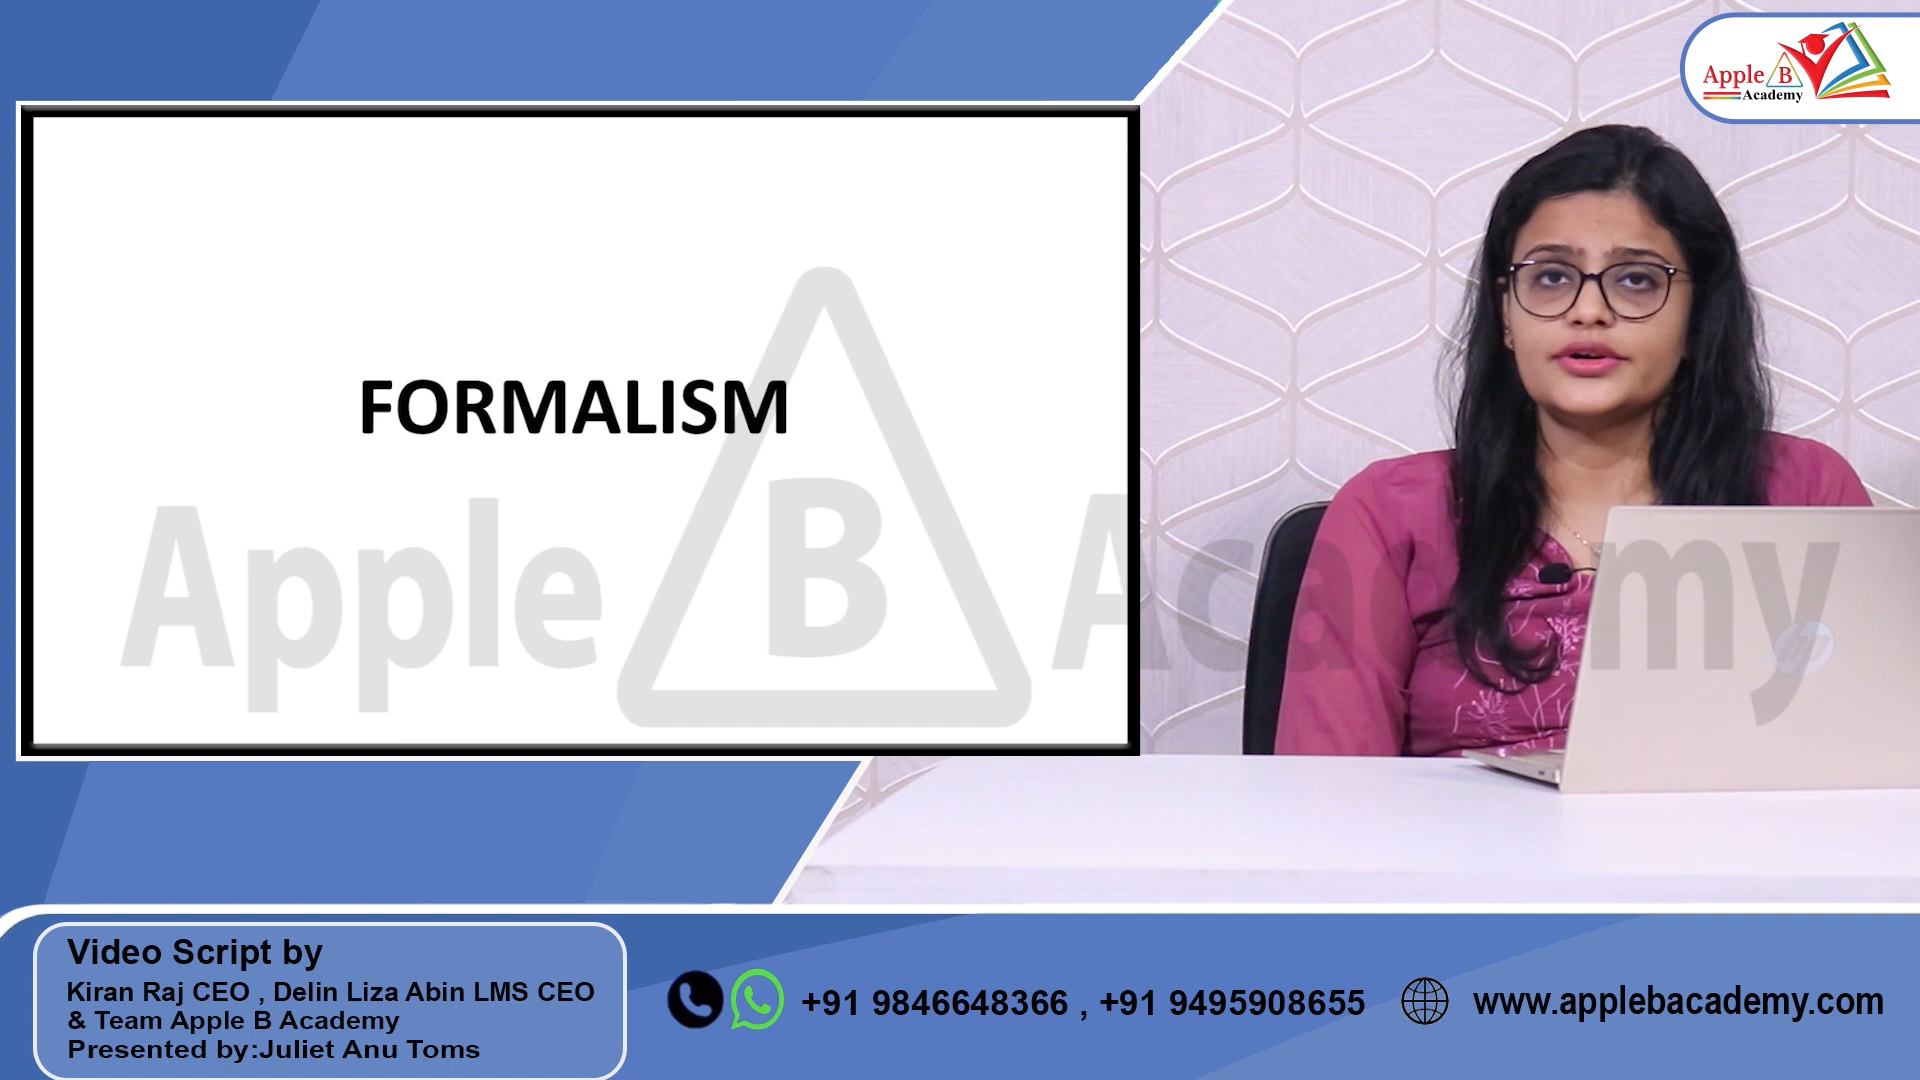 Apple B
Academy
FORMALISM
Apple B Academy
hp
Video Script by
Kiran Raj CEO , Delin Liza Abin LMS CEO
& Team Apple B Academy
Presented by:Juliet Anu Toms
+91 9846648366 , +91 9495908655
www.applebacademy.com